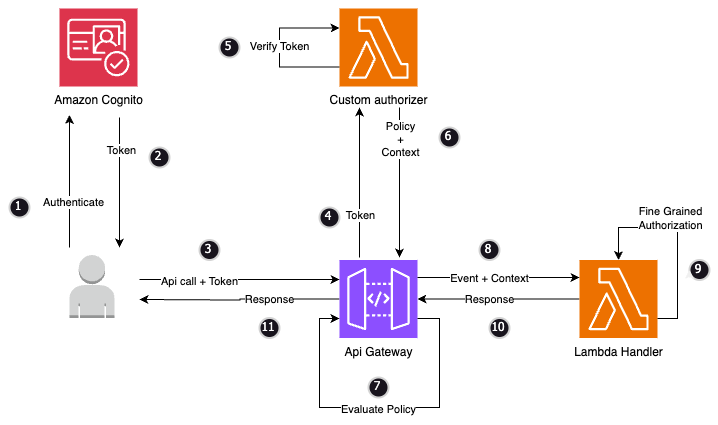 5
Verify Token
Amazon Cognito
Custom authorizer
Policy
+
Context
6
Token
2
1
Authenticate
4
Token
Fine Grained
Authorization
3
8
9
Api call + Token
Event + Context
Response
Response
11
10
Api Gateway
Lambda Handler
7
Evaluate Policy